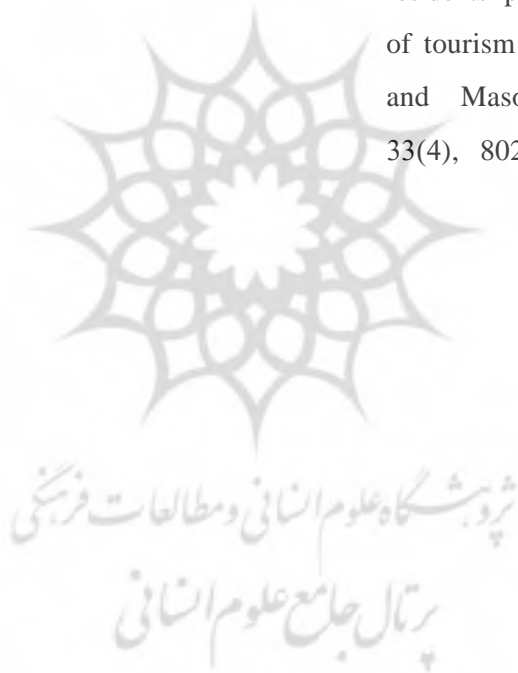 of tourism
and Maso
33(4), 802
پژوهشگاه علوم انسانی و مطالعات فرهنگی
پرتال جامع علوم انسانی